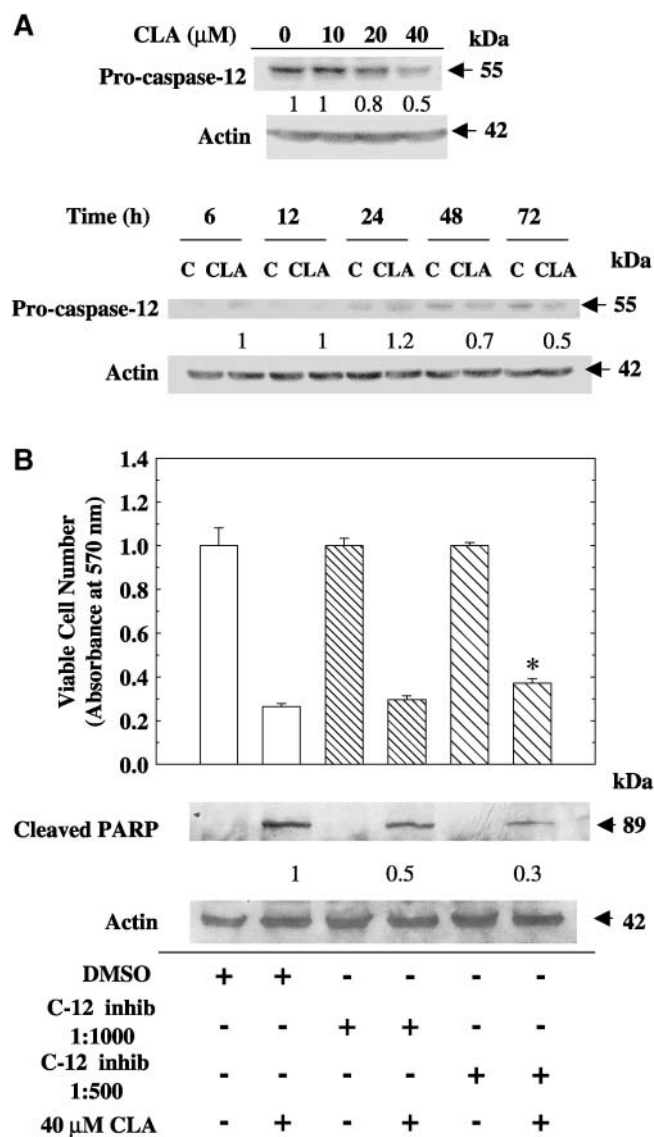 A
CLA (µM) 0 10 20 40 kDa
Pro-caspase-12 55
1 1 0.8 0.5
Actin 42
Time (h) 6 12 24 48 72
C CLA C CLA C CLA C CLA C CLA kDa
Pro-caspase-12 55
1 1 1.2 0.7 0.5
Actin 42
B
Viable Cell Number
(Absorbance at 570 nm)
1.4
1.2
1.0
0.8
0.6
0.4
0.2
0.0
*
kDa
Cleaved PARP 89
1 0.5 0.3
Actin 42
DMSO + + - - - -
C-12 inhib
1:1000 - - + + - -
C-12 inhib
1:500 - - - - + +
40 µM CLA - + - + - +